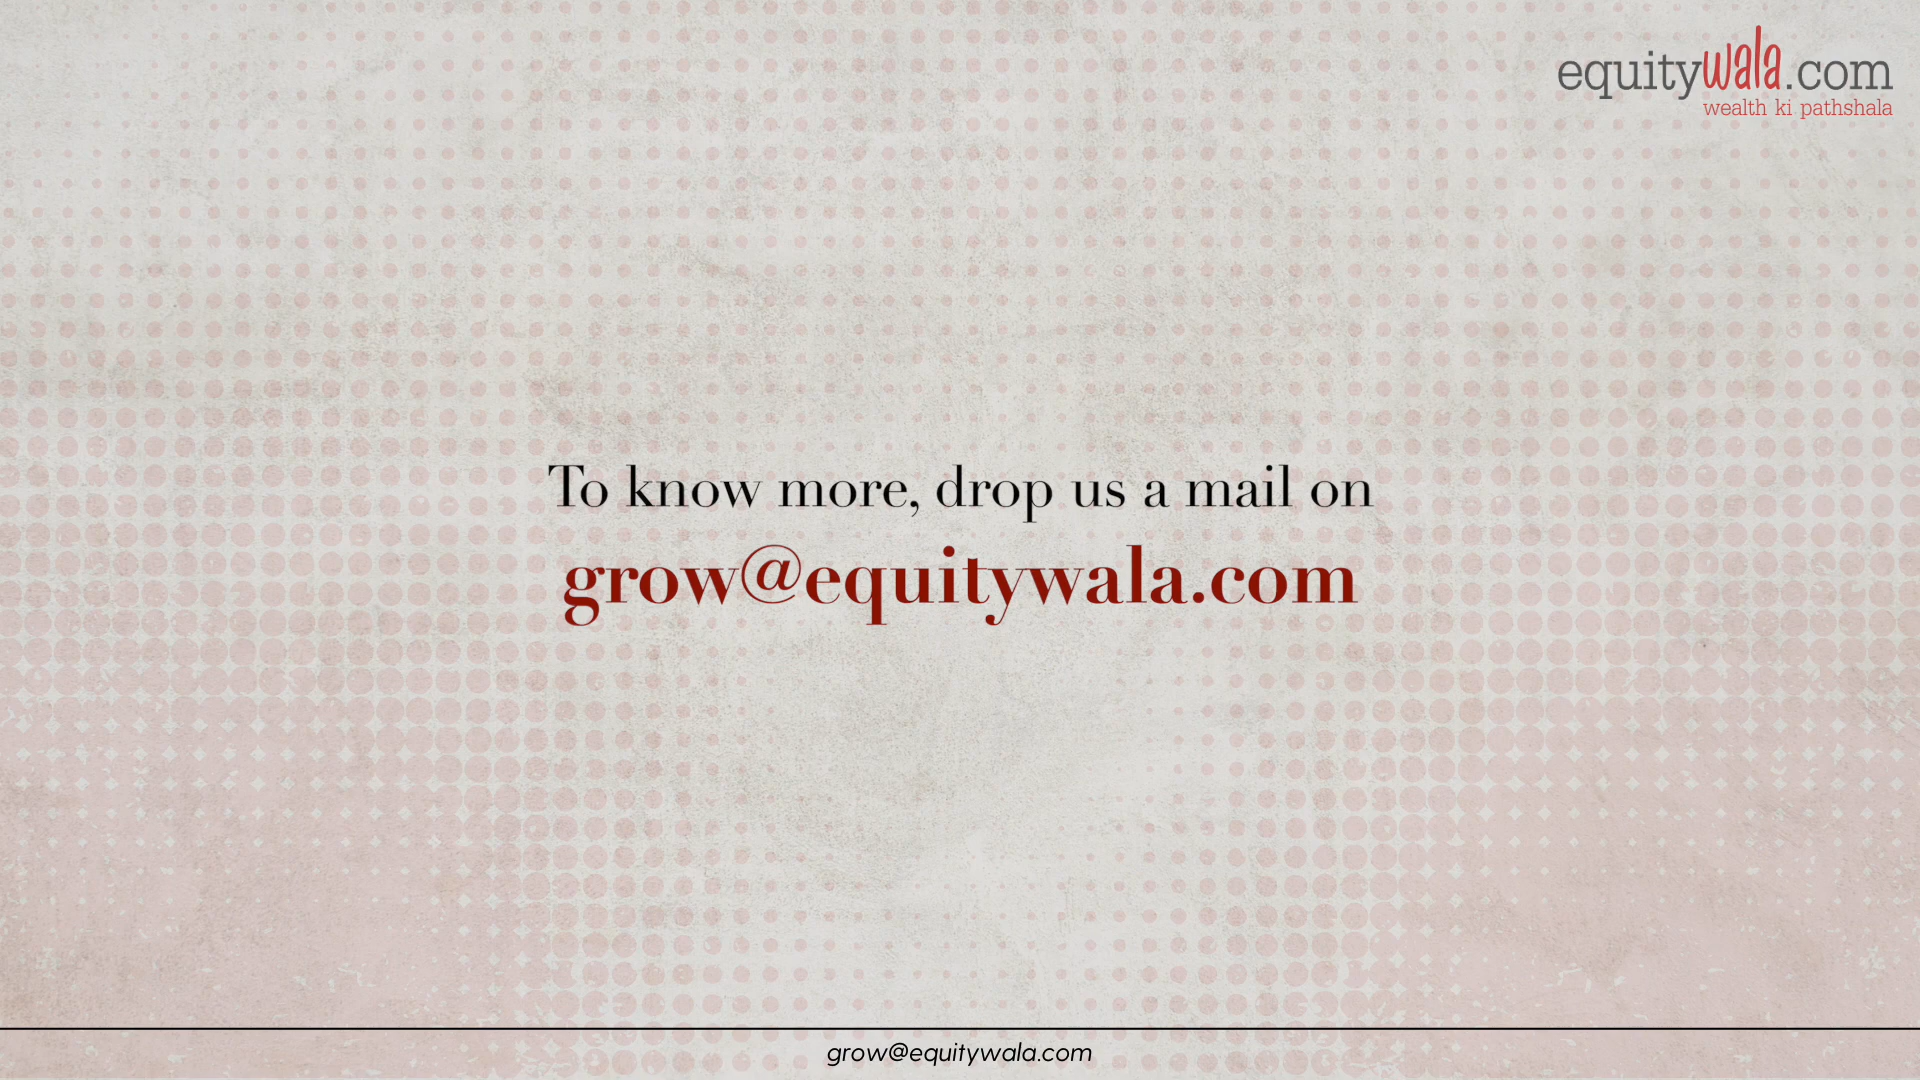 equitywala.com
wealth ki pathshala
To know more, drop us a mail on
grow@equitywala.com
grow@equitywala.com